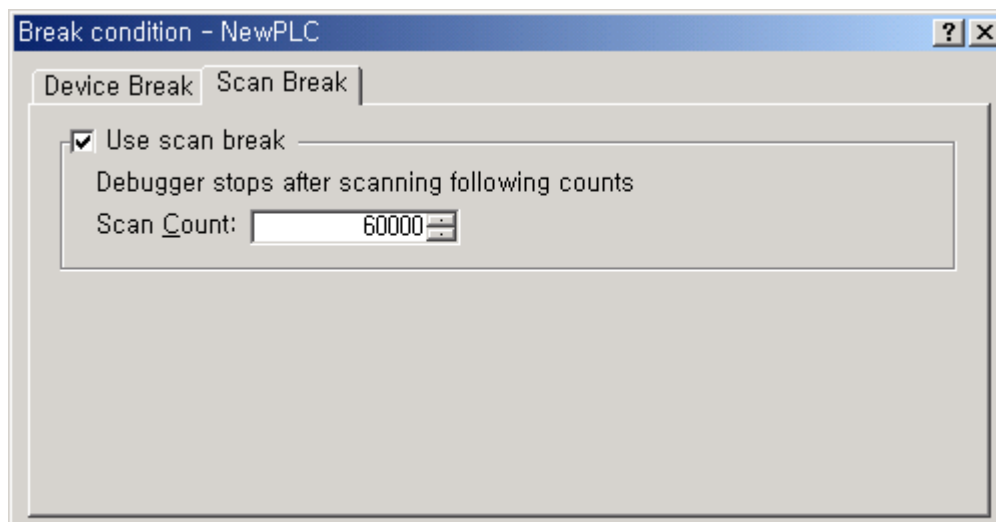 Break condition - NewPLC
Device Break Scan Break
Use scan break
Debugger stops after scanning following counts
Scan Count: 60000